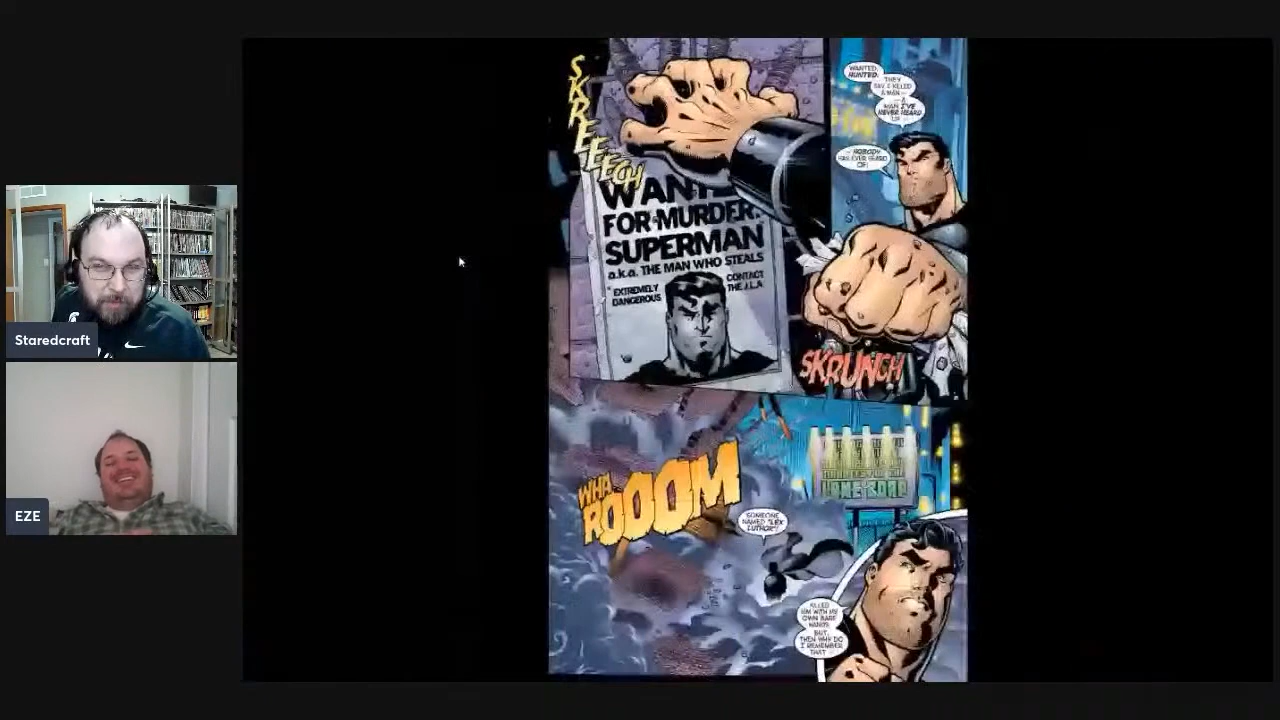 Staredcraft
EZE
SKREEEECH
FOR MURDER:
SUPERMAN
a.k.a. THE MAN WHO STEALS
EXTREMELY
DANGEROUS
CONTACT
THE J.L.A
WANTED.
HUNTED.
THEY
SAY I KILLED
A MAN --
MAN I'VE
NEVER HEARD
OF --
-- NOBODY
HAS EVER HEARD
OF!
SKRUNCH
WHA
ROOOM
SOMEONE
NAMED "LEX
LUTHOR"!
KILLED
HIM WITH MY
OWN BARE
HANDS.
BUT,
THEN WHY DO
I REMEMBER
THAT --